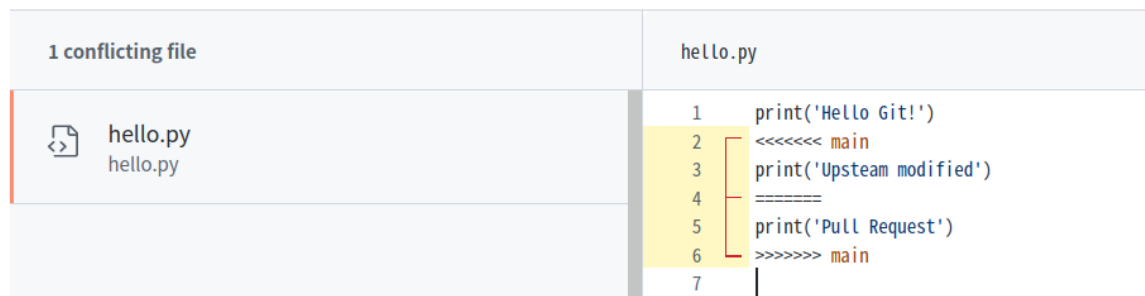 1 conflicting file
hello.py
hello.py
hello.py
1 print('Hello Git!')
2 <<<<<<< main
3 print('Upsteam modified')
4 =======
5 print('Pull Request')
6 >>>>>>> main
7